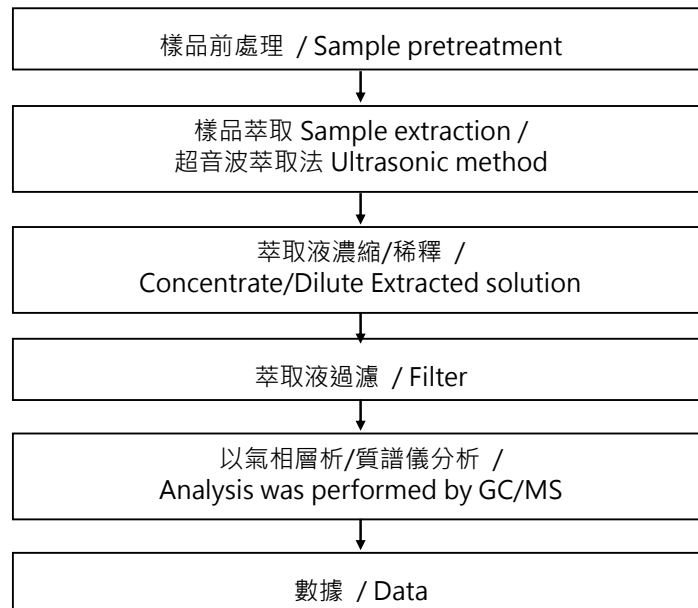 樣品前處理 / Sample pretreatment
樣品萃取 Sample extraction /
超音波萃取法 Ultrasonic method
萃取液濃縮/稀釋 /
Concentrate/Dilute Extracted solution
萃取液過濾 / Filter
以氣相層析/質譜儀分析 /
Analysis was performed by GC/MS
數據 / Data